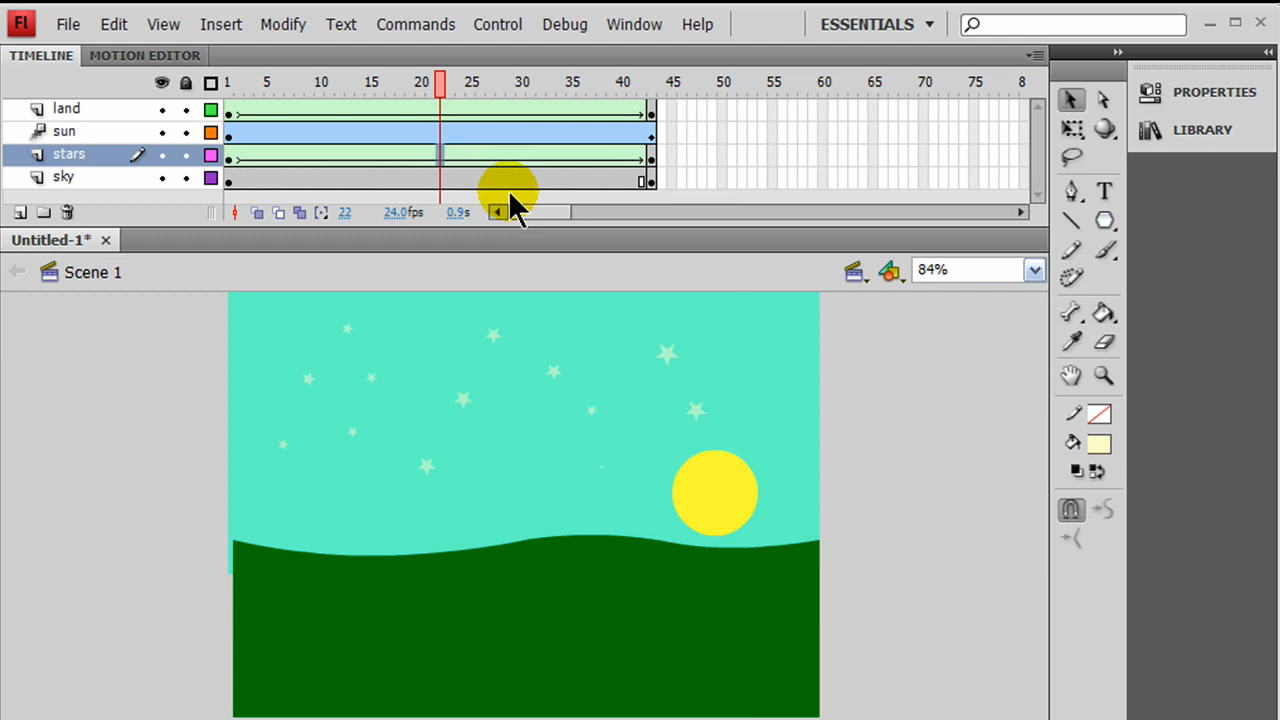 Fl File Edit View Insert Modify Text Commands Control Debug Window Help ESSENTIALS
TIMELINE MOTION EDITOR
1 5 10 15 20 25 30 35 40 45 50 55 60 65 70 75 8
land
sun
stars
sky
22 24.0fps 0.9s
Untitled-1*
Scene 1 84%
PROPERTIES
LIBRARY
T